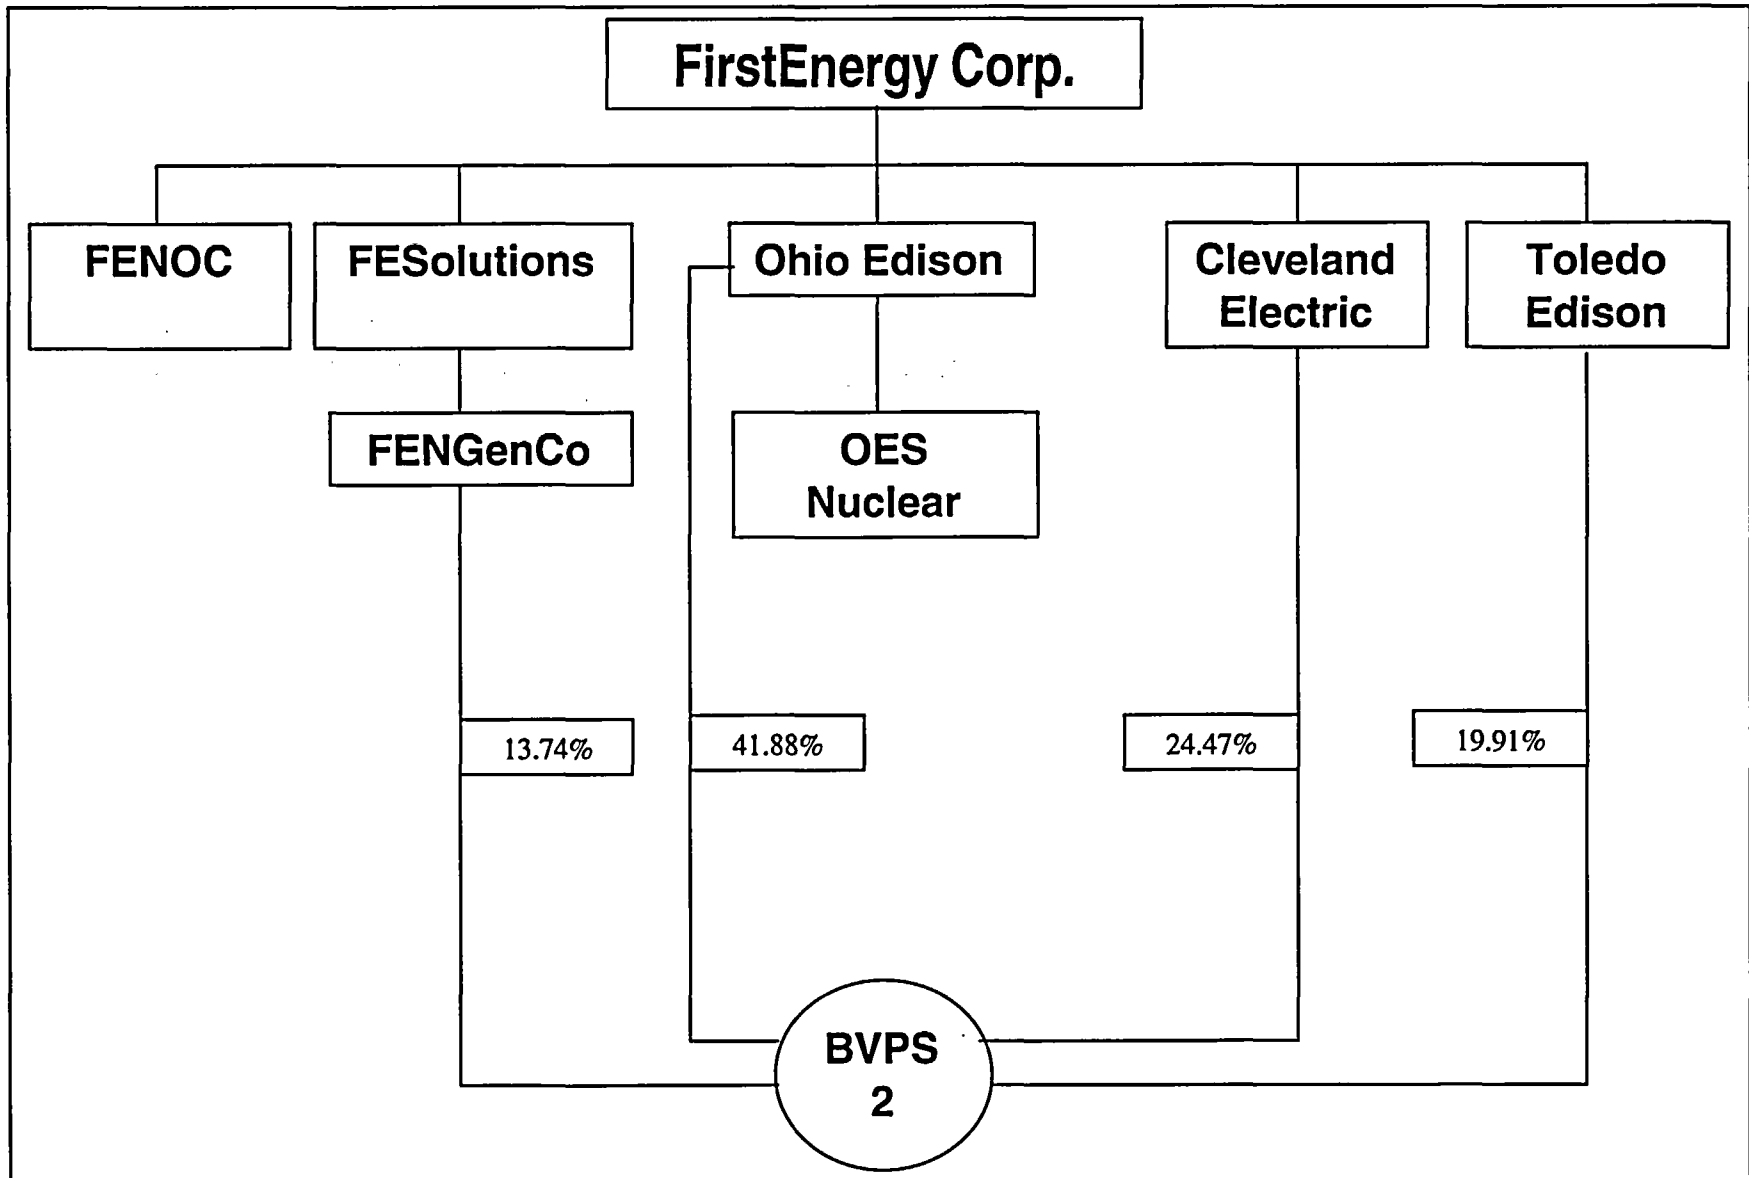 FirstEnergy Corp.
FENOC
FESolutions
Ohio Edison
Cleveland
Electric
Toledo
Edison
FENGenCo
OES
Nuclear
13.74%
41.88%
24.47%
19.91%
BVPS
2